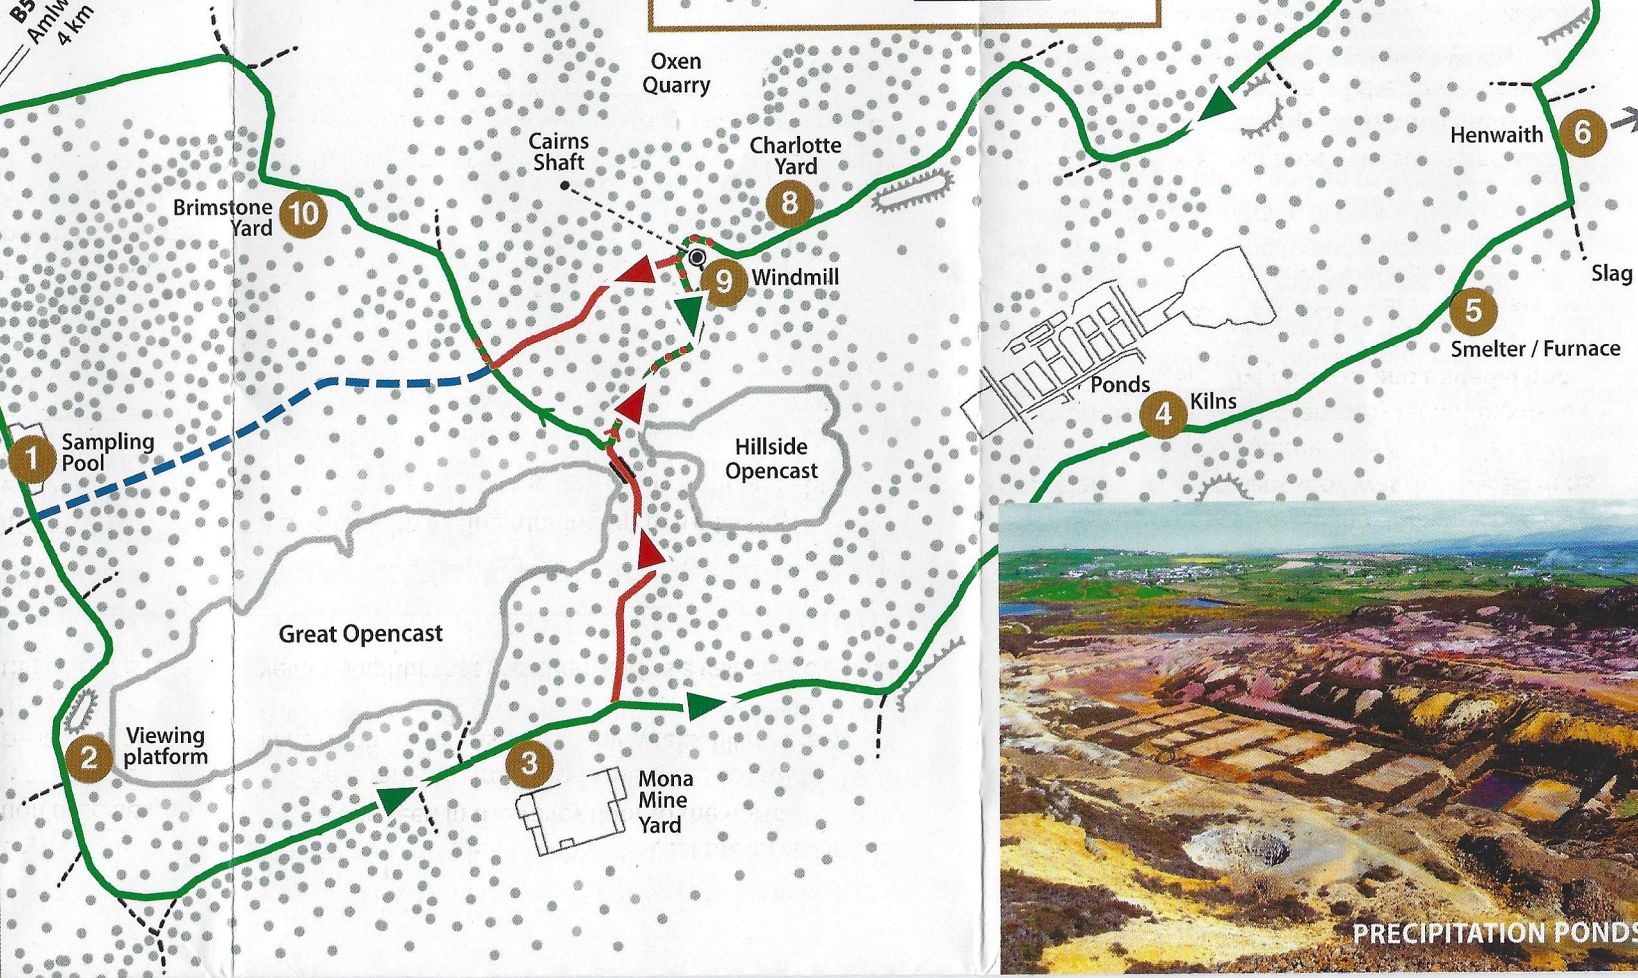 Amlw
4 km
Oxen
Quarry
Cairns
Shaft
Charlotte
Yard
8
Henwaith
6
Brimstone
Yard
10
9
Windmill
Slag
5
Smelter / Furnace
Ponds
4
Kilns
1
Sampling
Pool
Hillside
Opencast
Great Opencast
2
Viewing
platform
3
Mona
Mine
Yard
PRECIPITATION PONDS